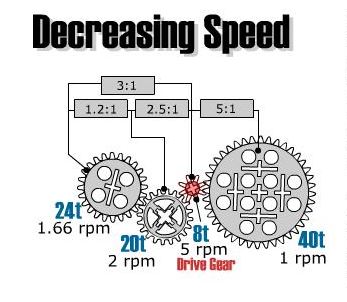 Decreasing Speed
3:1
1.2:1 2.5:1 5:1
24t
1.66 rpm
20t
2 rpm
8t
5 rpm
Drive Gear
40t
1 rpm